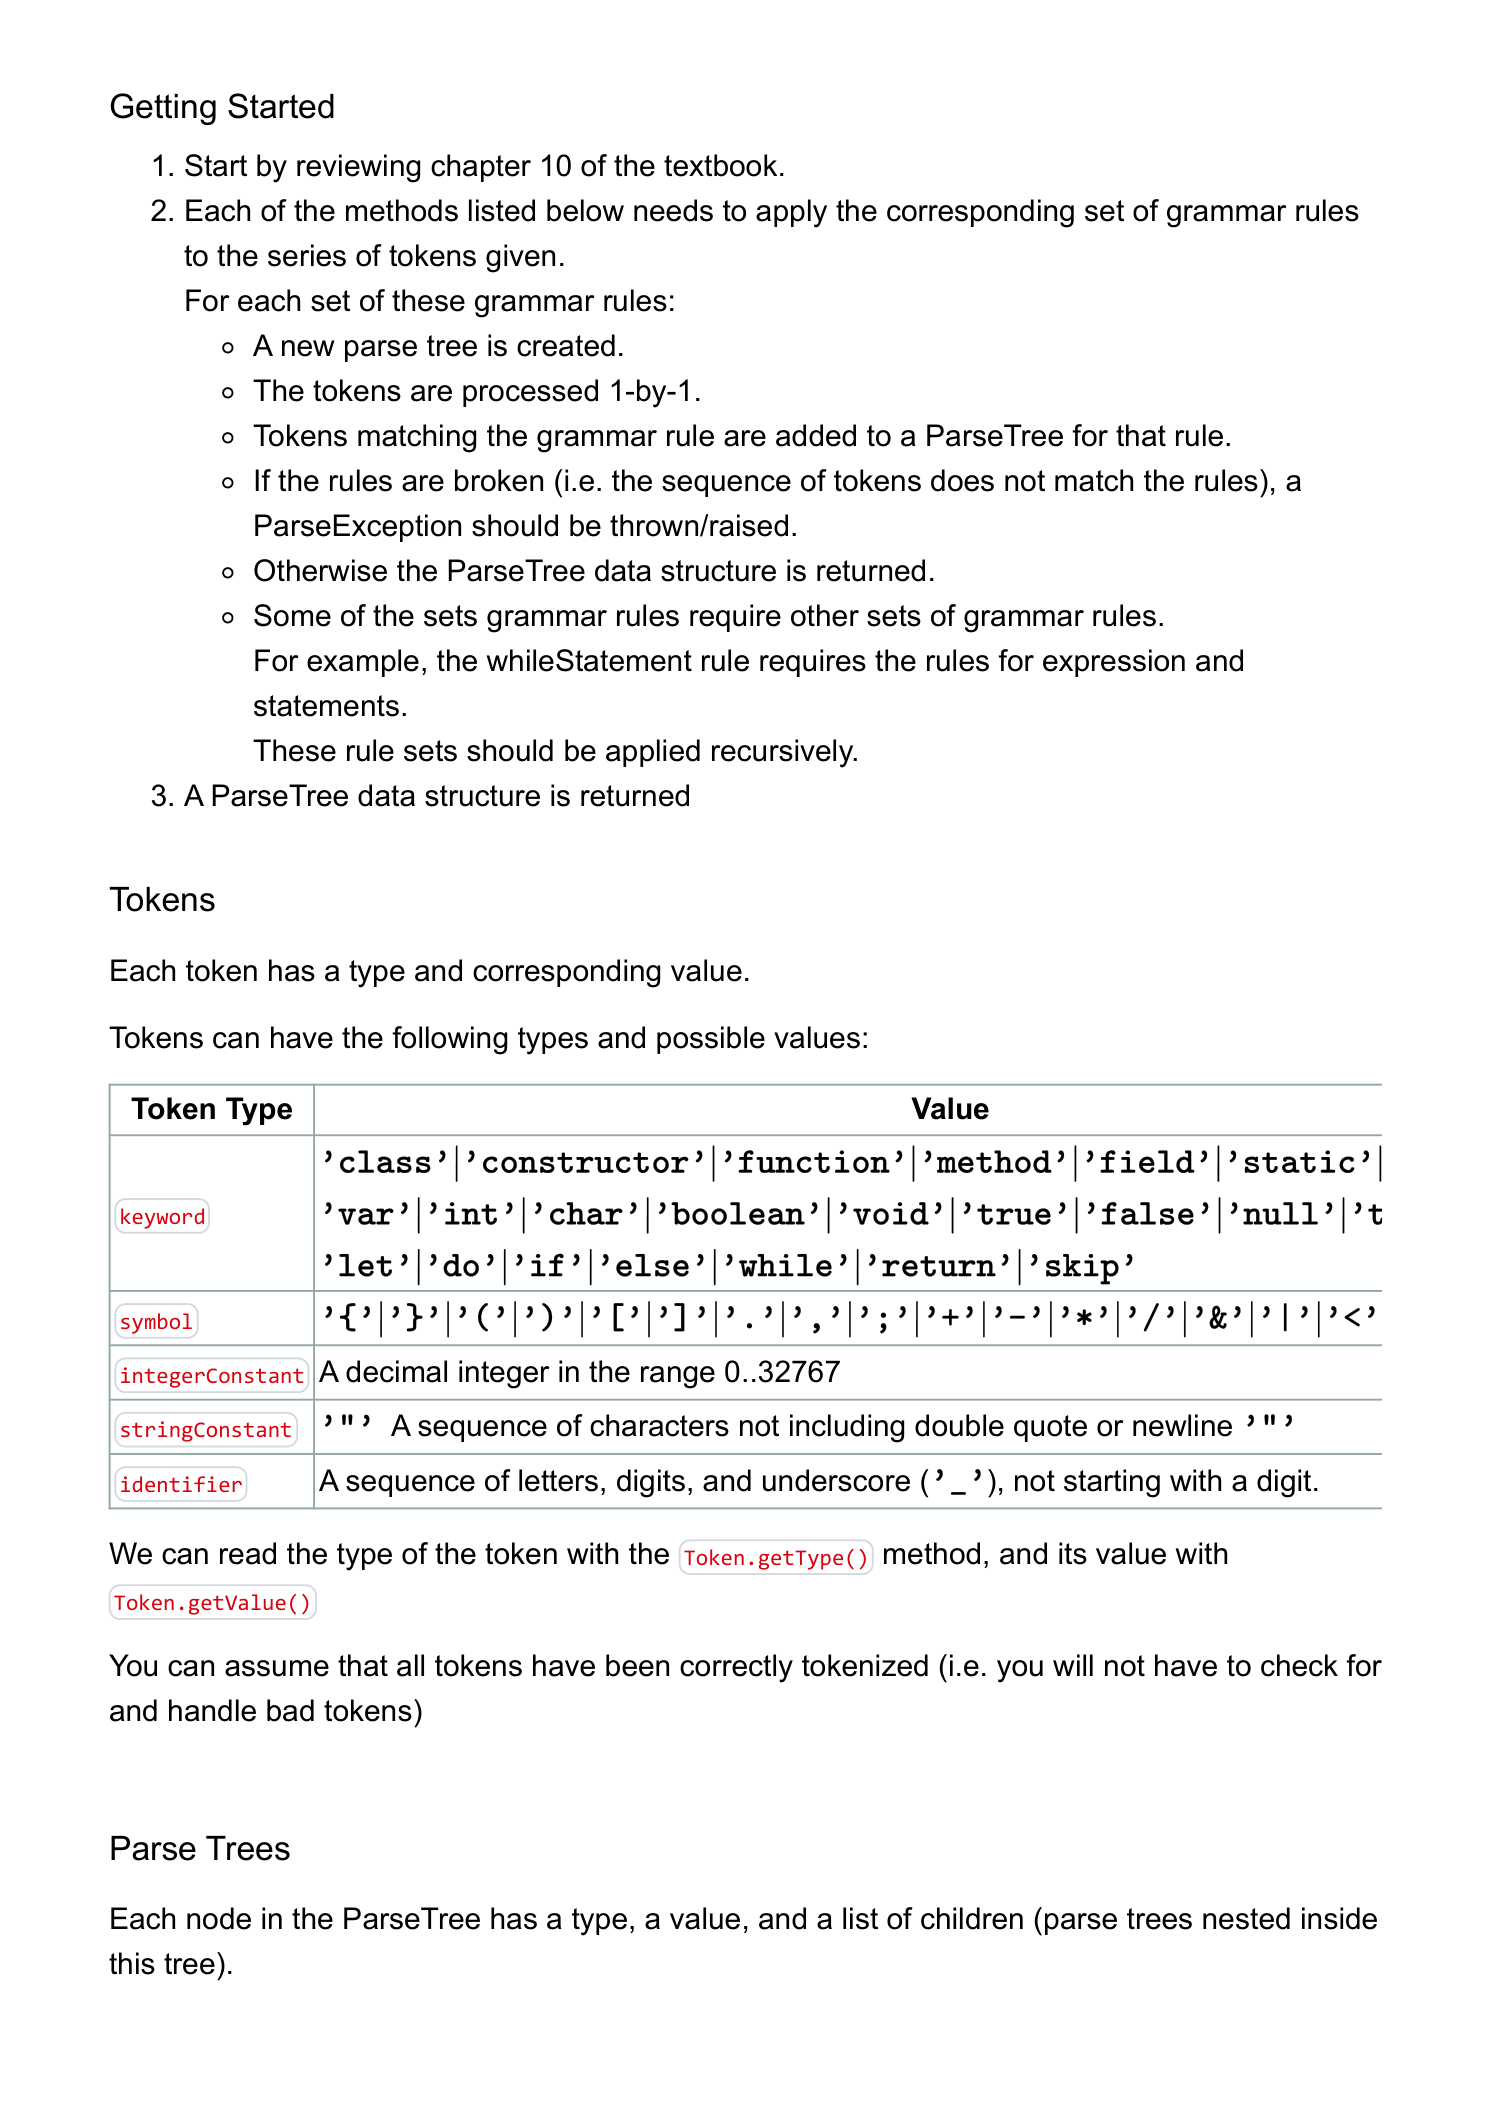 Getting Started
1. Start by reviewing chapter 10 of the textbook.
2. Each of the methods listed below needs to apply the corresponding set of grammar rules
to the series of tokens given.
For each set of these grammar rules:
○ A new parse tree is created.
○ The tokens are processed 1-by-1.
○ Tokens matching the grammar rule are added to a ParseTree for that rule.
○ If the rules are broken (i.e. the sequence of tokens does not match the rules), a
ParseException should be thrown/raised.
○ Otherwise the ParseTree data structure is returned.
○ Some of the sets grammar rules require other sets of grammar rules.
For example, the whileStatement rule requires the rules for expression and
statements.
These rule sets should be applied recursively.
3. A ParseTree data structure is returned
Tokens
Each token has a type and corresponding value.
Tokens can have the following types and possible values:
Token Type Value
keyword
’class’|’constructor’|’function’|’method’|’field’|’static’|
’var’|’int’|’char’|’boolean’|’void’|’true’|’false’|’null’|’t
’let’|’do’|’if’|’else’|’while’|’return’|’skip’
symbol ’{’|’}’|’(’|’)’|’[’|’]’|’.’|’,’|’;’|’+’|’-’|’*’|’/’|’&’|’|’|’<’
integerConstant A decimal integer in the range 0..32767
stringConstant ’"’ A sequence of characters not including double quote or newline ’"’
identifier A sequence of letters, digits, and underscore (’_’), not starting with a digit.
We can read the type of the token with the Token.getType() method, and its value with
Token.getValue()
You can assume that all tokens have been correctly tokenized (i.e. you will not have to check for
and handle bad tokens)
Parse Trees
Each node in the ParseTree has a type, a value, and a list of children (parse trees nested inside
this tree).